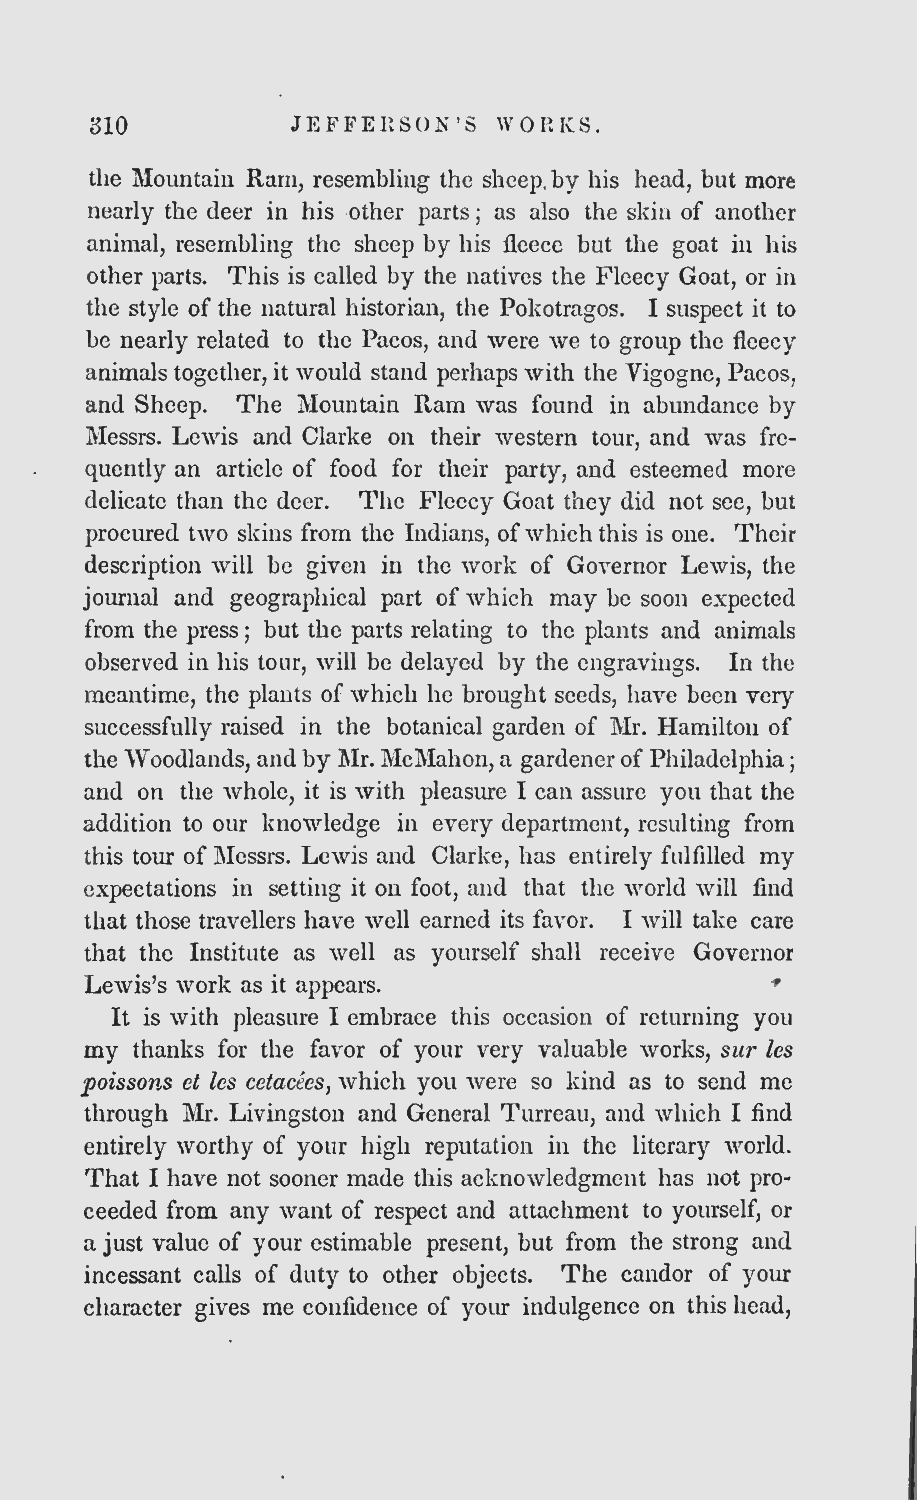 310 JEFFERSON'S WORKS.
the Mountain Ram, resembling the sheep by his head, but more
nearly the deer in his other parts; as also the skin of another
animal, resembling the sheep by his fleece but the goat in his
other parts. This is called by the natives the Fleecy Goat, or in
the style of the natural historian, the Pokotragos. I suspect it to
be nearly related to the Pacos, and were we to group the fleecy
animals together, it would stand perhaps with the Vigogne, Pacos,
and Sheep. The Mountain Ram was found in abundance by
Messrs. Lewis and Clarke on their western tour, and was fre-
quently an article of food for their party, and esteemed more
delicate than the deer. The Fleecy Goat they did not see, but
procured two skins from the Indians, of which this is one. Their
description will be given in the work of Governor Lewis, the
journal and geographical part of which may be soon expected
from the press; but the parts relating to the plants and animals
observed in his tour, will be delayed by the engravings. In the
meantime, the plants of which he brought seeds, have been very
successfully raised in the botanical garden of Mr. Hamilton of
the Woodlands, and by Mr. McMahon, a gardener of Philadelphia;
and on the whole, it is with pleasure I can assure you that the
addition to our knowledge in every department, resulting from
this tour of Messrs. Lewis and Clarke, has entirely fulfilled my
expectations in setting it on foot, and that the world will find
that those travellers have well earned its favor. I will take care
that the Institute as well as yourself shall receive Governor
Lewis's work as it appears.
It is with pleasure I embrace this occasion of returning you
my thanks for the favor of your very valuable works, sur les
poissons et les cetacées, which you were so kind as to send me
through Mr. Livingston and General Turreau, and which I find
entirely worthy of your high reputation in the literary world.
That I have not sooner made this acknowledgment has not pro-
ceeded from any want of respect and attachment to yourself, or
a just value of your estimable present, but from the strong and
incessant calls of duty to other objects. The candor of your
character gives me confidence of your indulgence on this head,